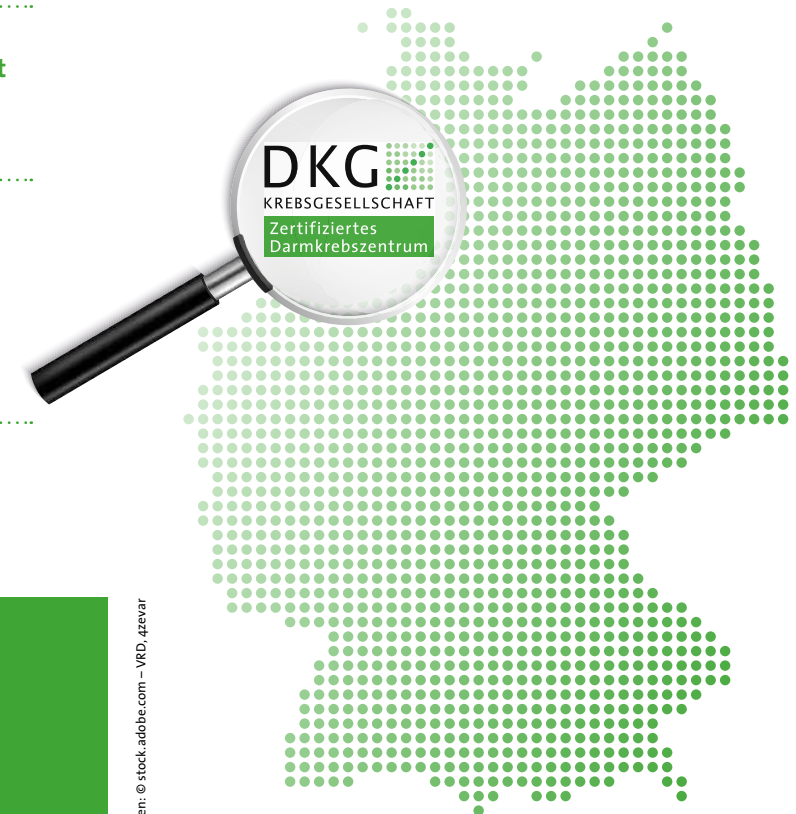 t
DKG
KREBSGESELLSCHAFT
Zertifiziertes
Darmkrebszentrum
en: © stock.adobe.com – VRD, 4zevar